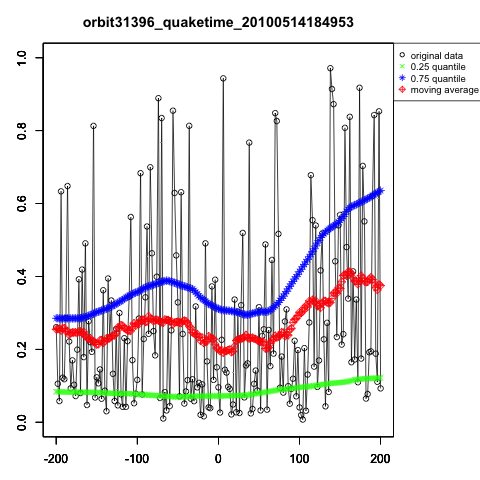 orbit31396_quaketime_20100514184953
original data
0.25 quantile
0.75 quantile
moving average
1.0
0.8
0.6
0.4
0.2
0.0
-200
-100
0
100
200